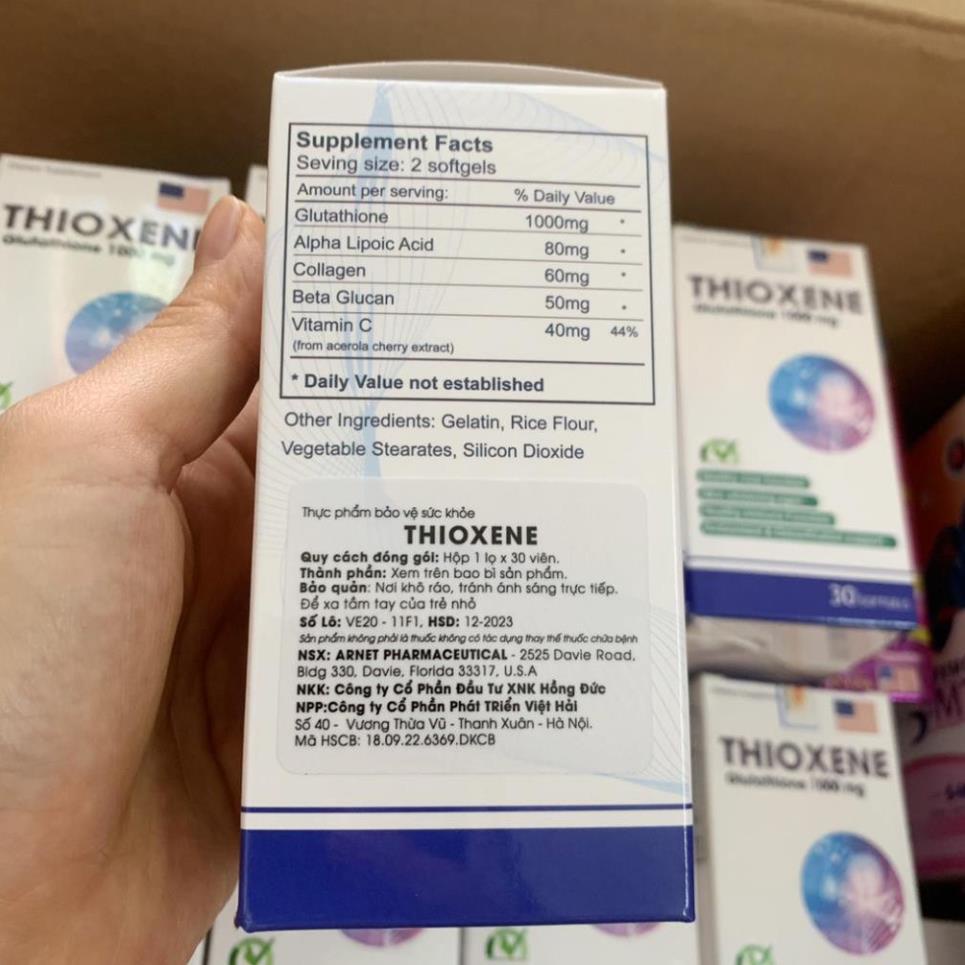 Supplement Facts
Seving size: 2 softgels
Amount per serving: % Daily Value
Glutathione 1000mg *
Alpha Lipoic Acid 80mg *
Collagen 60mg *
Beta Glucan 50mg *
Vitamin C 40mg 44%
(from acerola cherry extract)
* Daily Value not established
Other Ingredients: Gelatin, Rice Flour,
Vegetable Stearates, Silicon Dioxide
Thực phẩm bảo vệ sức khỏe
THIOXENE
Quy cách đóng gói: Hộp 1 lọ x 30 viên.
Thành phần: Xem trên bao bì sản phẩm.
Bảo quản: Nơi khô ráo, tránh ánh sáng trực tiếp.
Để xa tầm tay của trẻ nhỏ
Số Lô: VE20 - 11F1, HSD: 12-2023
Sản phẩm không phải là thuốc không có tác dụng thay thế thuốc chữa bệnh
NSX: ARNET PHARMACEUTICAL - 2525 Davie Road,
Bldg 330, Davie, Florida 33317, U.S.A
NKK: Công ty Cổ Phần Đầu Tư XNK Hồng Đức
NPP:Công ty Cổ Phần Phát TRiển Việt Hải
Số 40 - Vương Thừa Vũ - Thanh Xuân - Hà Nội.
Mã HSCB: 18.09.22.6369.DKCB
THIOXEN
Glutathione 1000 mg
THIOXENE
Glutathione 1000 mg
30
THIOXENE
Glutathione 1000 mg